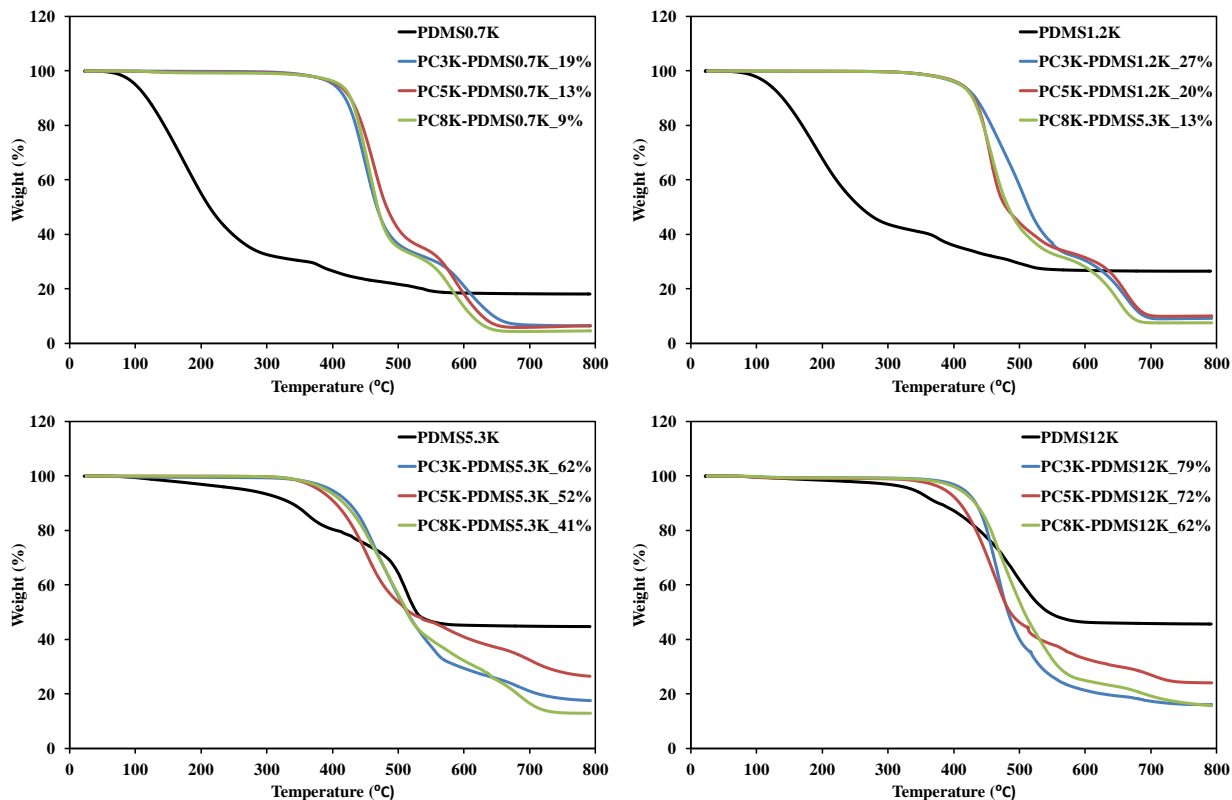 120
100
80
60
40
20
0
Weight (%)
0 100 200 300 400 500 600 700 800
Temperature (⁰C)
PDMS0.7K
PC3K-PDMS0.7K_19%
PC5K-PDMS0.7K_13%
PC8K-PDMS0.7K_9%
120
100
80
60
40
20
0
Weight (%)
0 100 200 300 400 500 600 700 800
Temperature (⁰C)
PDMS1.2K
PC3K-PDMS1.2K_27%
PC5K-PDMS1.2K_20%
PC8K-PDMS5.3K_13%
120
100
80
60
40
20
0
Weight (%)
0 100 200 300 400 500 600 700 800
Temperature (⁰C)
PDMS5.3K
PC3K-PDMS5.3K_62%
PC5K-PDMS5.3K_52%
PC8K-PDMS5.3K_41%
120
100
80
60
40
20
0
Weight (%)
0 100 200 300 400 500 600 700 800
Temperature (⁰C)
PDMS12K
PC3K-PDMS12K_79%
PC5K-PDMS12K_72%
PC8K-PDMS12K_62%